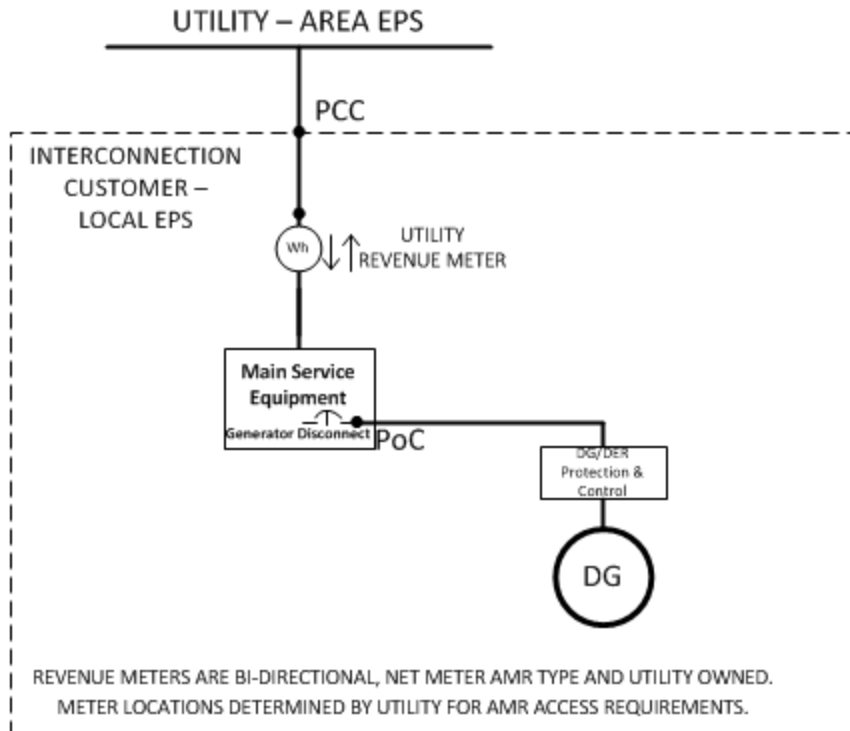 UTILITY – AREA EPS
PCC
INTERCONNECTION
CUSTOMER –
LOCAL EPS
Wh
UTILITY
REVENUE METER
Main Service
Equipment
Generator Disconnect
PoC
DG/DER
Protection &
Control
DG
REVENUE METERS ARE BI-DIRECTIONAL, NET METER AMR TYPE AND UTILITY OWNED.
METER LOCATIONS DETERMINED BY UTILITY FOR AMR ACCESS REQUIREMENTS.